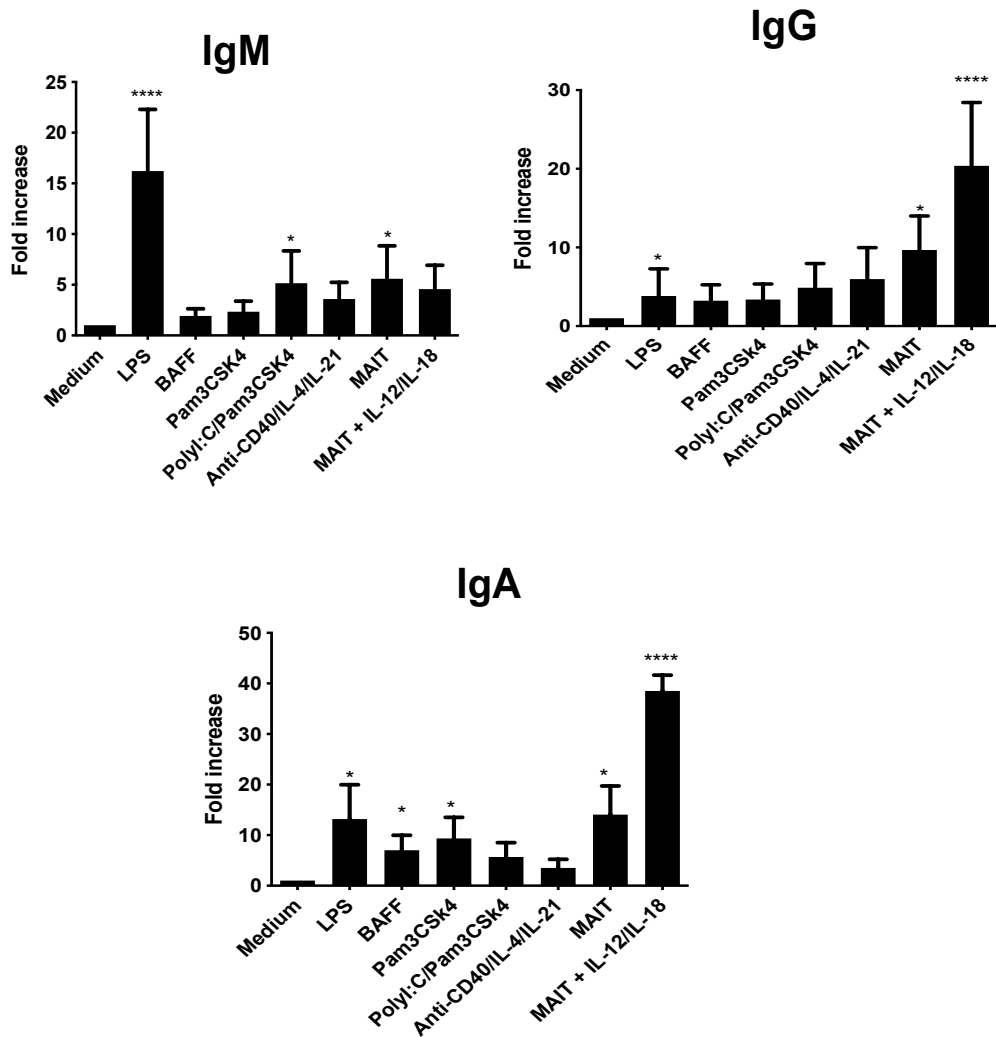 IgM
Fold increase
25
20
15
10
5
0
****
*
*
Medium
LPS
BAFF
Pam3CSK4
PolyI:C/Pam3CSK4
Anti-CD40/IL-4/IL-21
MAIT
MAIT + IL-12/IL-18
IgG
Fold increase
30
20
10
0
*
*
****
Medium
LPS
BAFF
Pam3CSK4
PolyI:C/Pam3CSK4
Anti-CD40/IL-4/IL-21
MAIT
MAIT + IL-12/IL-18
IgA
Fold increase
50
40
30
20
10
0
*
*
*
*
****
Medium
LPS
BAFF
Pam3CSk4
PolyI:C/Pam3CSk4
Anti-CD40/IL-4/IL-21
MAIT
MAIT + IL-12/IL-18